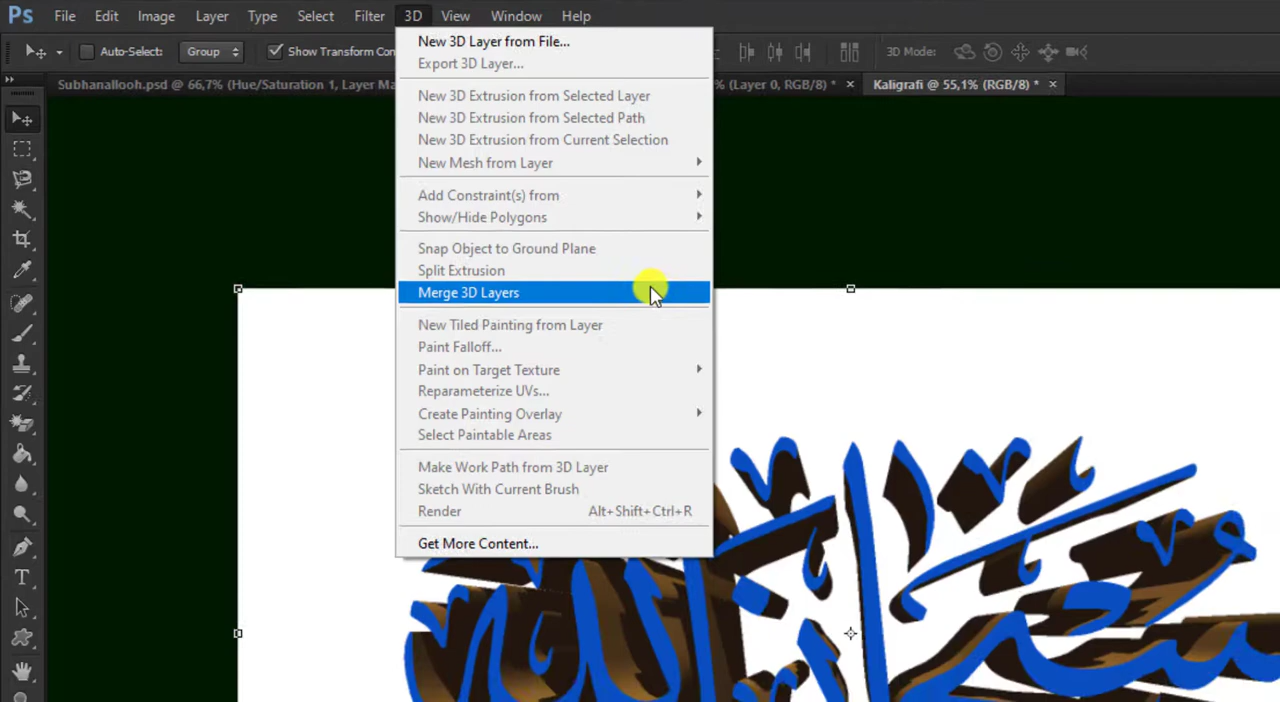 Ps File Edit Image Layer Type Select Filter 3D View Window Help
Auto-Select: Group Show Transform Con 3D Mode:
Subhanallooh.psd @ 66,7% (Hue/Saturation 1, Layer Ma (Layer 0, RGB/8) * × Kaligrafi @ 55,1% (RGB/8) * ×
New 3D Layer from File...
Export 3D Layer...
New 3D Extrusion from Selected Layer
New 3D Extrusion from Selected Path
New 3D Extrusion from Current Selection
New Mesh from Layer
Add Constraint(s) from
Show/Hide Polygons
Snap Object to Ground Plane
Split Extrusion
Merge 3D Layers
New Tiled Painting from Layer
Paint Falloff...
Paint on Target Texture
Reparameterize UVs...
Create Painting Overlay
Select Paintable Areas
Make Work Path from 3D Layer
Sketch With Current Brush
Render Alt+Shift+Ctrl+R
Get More Content...